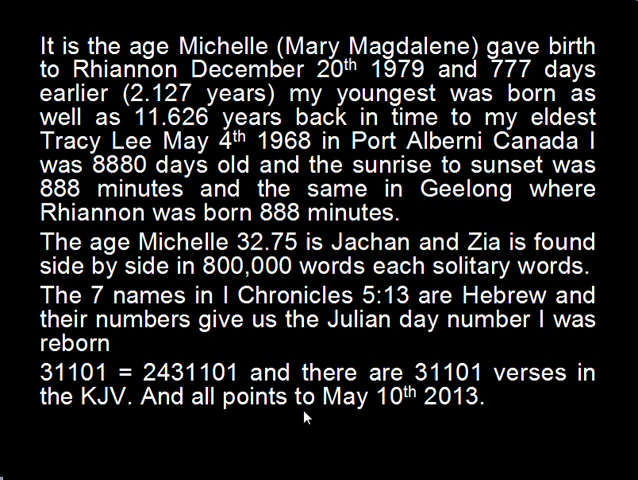 It is the age Michelle (Mary Magdalene) gave birth
to Rhiannon December 20th 1979 and 777 days
earlier (2.127 years) my youngest was born as
well as 11.626 years back in time to my eldest
Tracy Lee May 4th 1968 in Port Alberni Canada I
was 8880 days old and the sunrise to sunset was
888 minutes and the same in Geelong where
Rhiannon was born 888 minutes.
The age Michelle 32.75 is Jachan and Zia is found
side by side in 800,000 words each solitary words.
The 7 names in I Chronicles 5:13 are Hebrew and
their numbers give us the Julian day number I was
reborn
31101 = 2431101 and there are 31101 verses in
the KJV. And all points to May 10th 2013.